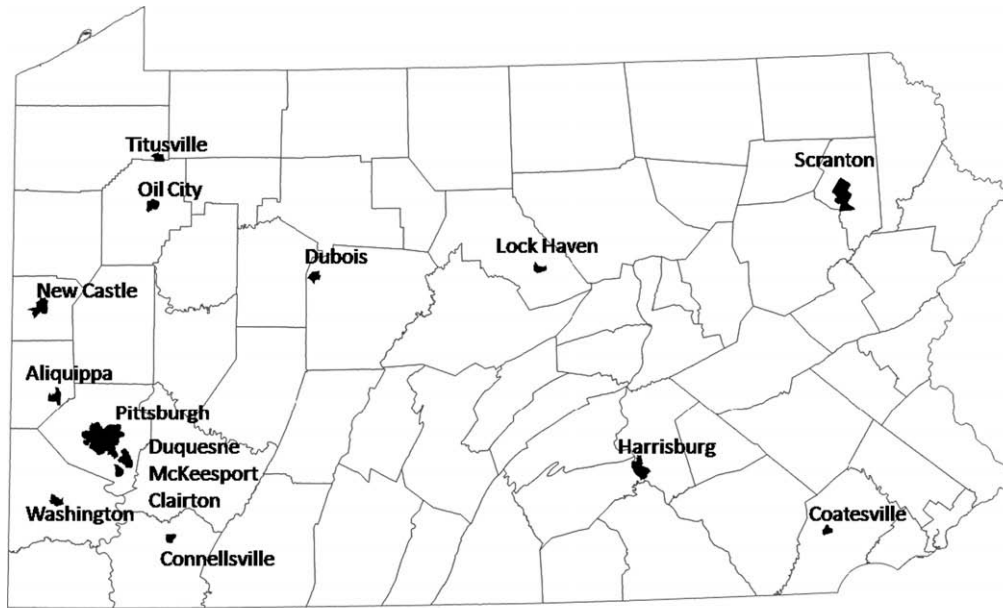 Titusville
Scranton
Oil City
Lock Haven
Dubois
New Castle
Aliquippa
Pittsburgh
Duquesne
Harrisburg
McKeesport
Clairton
Washington
Coatesville
Connellsville